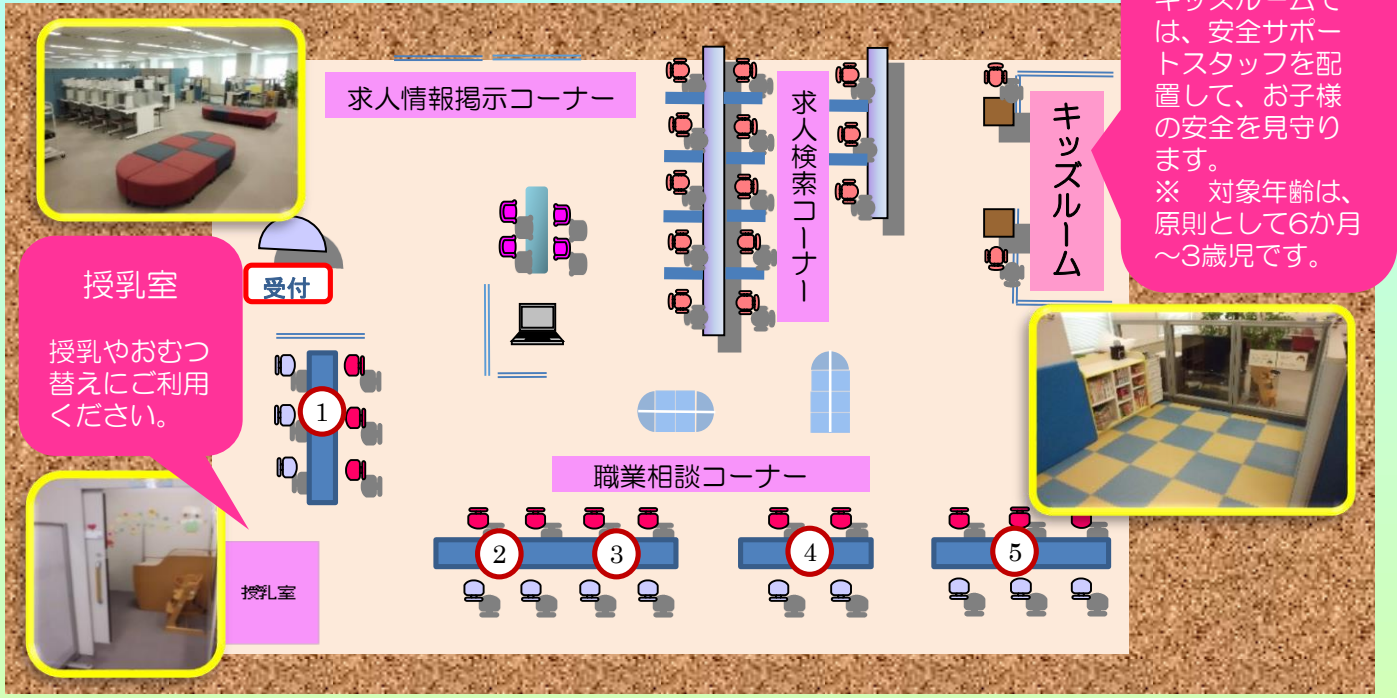 キッズルームで
は、安全サポー
トスタッフを配
置して、お子様
の安全を見守り
ます。
※　対象年齢は、
原則として6か月
～3歳児です。
求人情報掲示コーナー
求人検索コーナー
キッズルーム
受付
授乳室
授乳やおむつ
替えにご利用
ください。
1
職業相談コーナー
2
3
4
5
授乳室